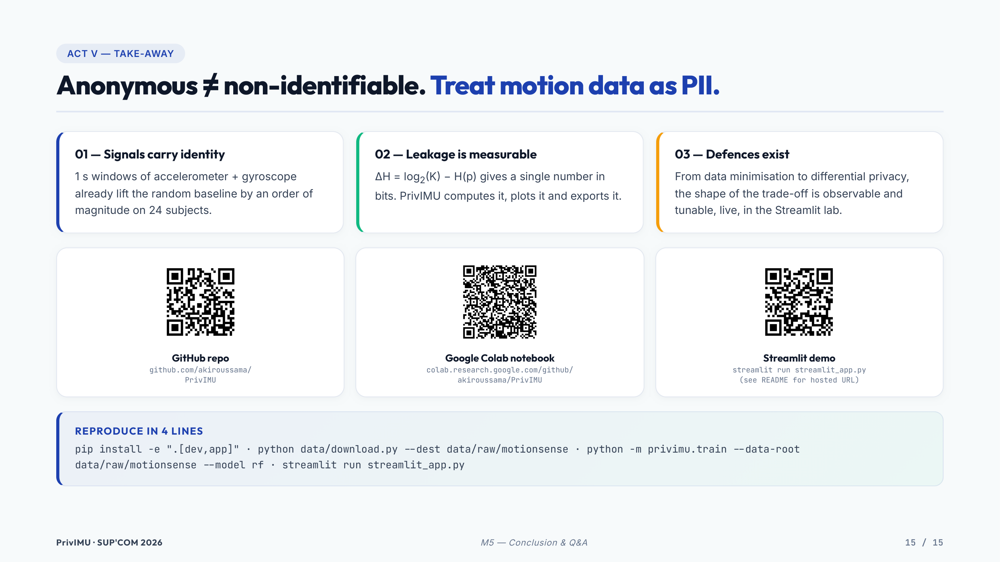 ACT V — TAKE-AWAY
Anonymous ≠ non-identifiable. Treat motion data as PII.
01 — Signals carry identity
1 s windows of accelerometer + gyroscope
already lift the random baseline by an order of
magnitude on 24 subjects.
02 — Leakage is measurable
ΔH = log₂(K) − H(p) gives a single number in
bits. PrivIMU computes it, plots it and exports it.
03 — Defences exist
From data minimisation to differential privacy,
the shape of the trade-off is observable and
tunable, live, in the Streamlit lab.
GitHub repo
github.com/akiroussama/
PrivIMU
Google Colab notebook
colab.research.google.com/github/
akiroussama/PrivIMU
Streamlit demo
streamlit run streamlit_app.py
(see README for hosted URL)
REPRODUCE IN 4 LINES
pip install -e ".[dev,app]" · python data/download.py --dest data/raw/motionsense · python -m privimu.train --data-root
data/raw/motionsense --model rf · streamlit run streamlit_app.py
PrivIMU · SUP'COM 2026
M5 — Conclusion & Q&A
15 / 15